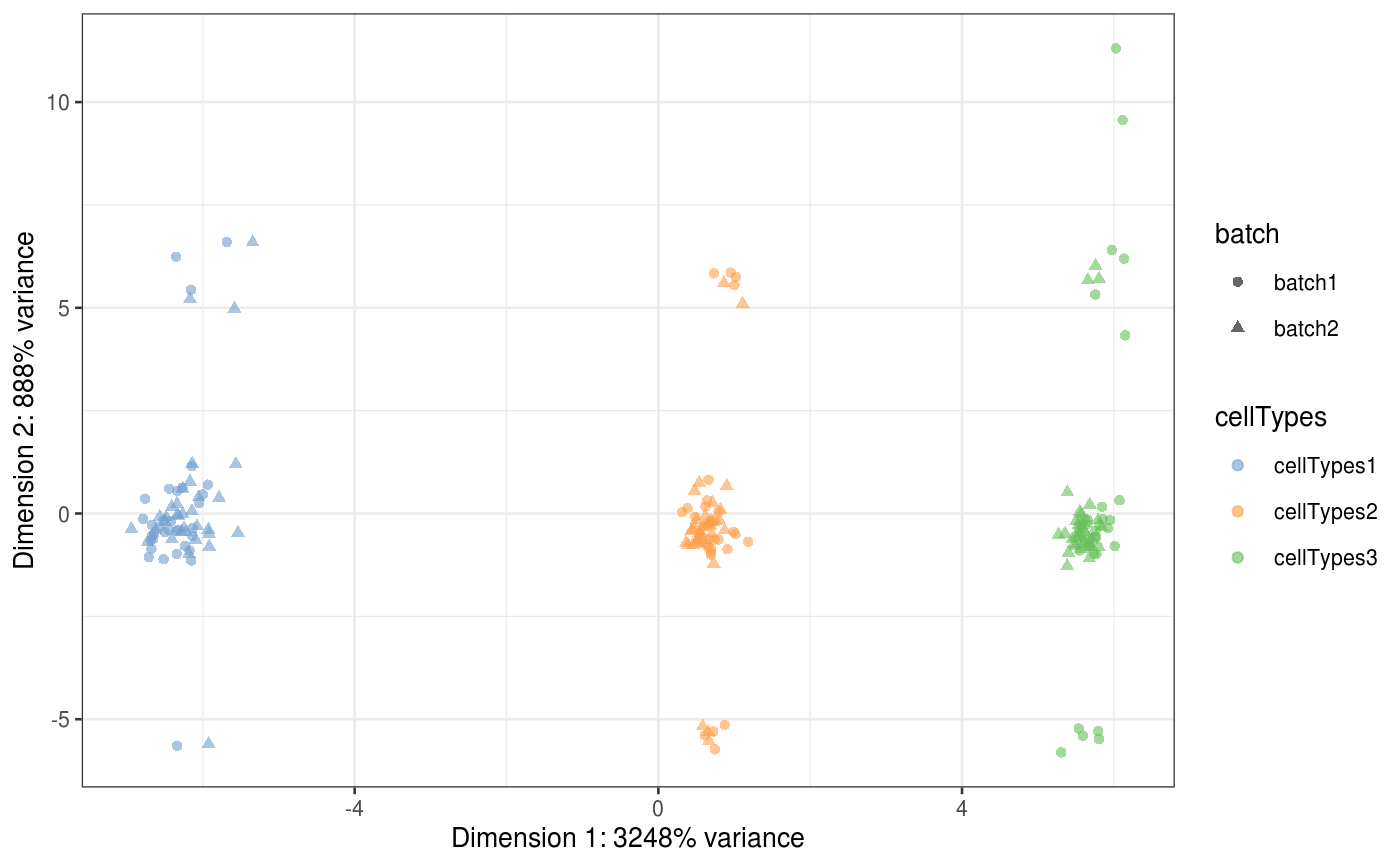 10
5
0
-5
Dimension 2: 888% variance
-4
0
4
Dimension 1: 3248% variance
batch
batch1
batch2
cellTypes
cellTypes1
cellTypes2
cellTypes3